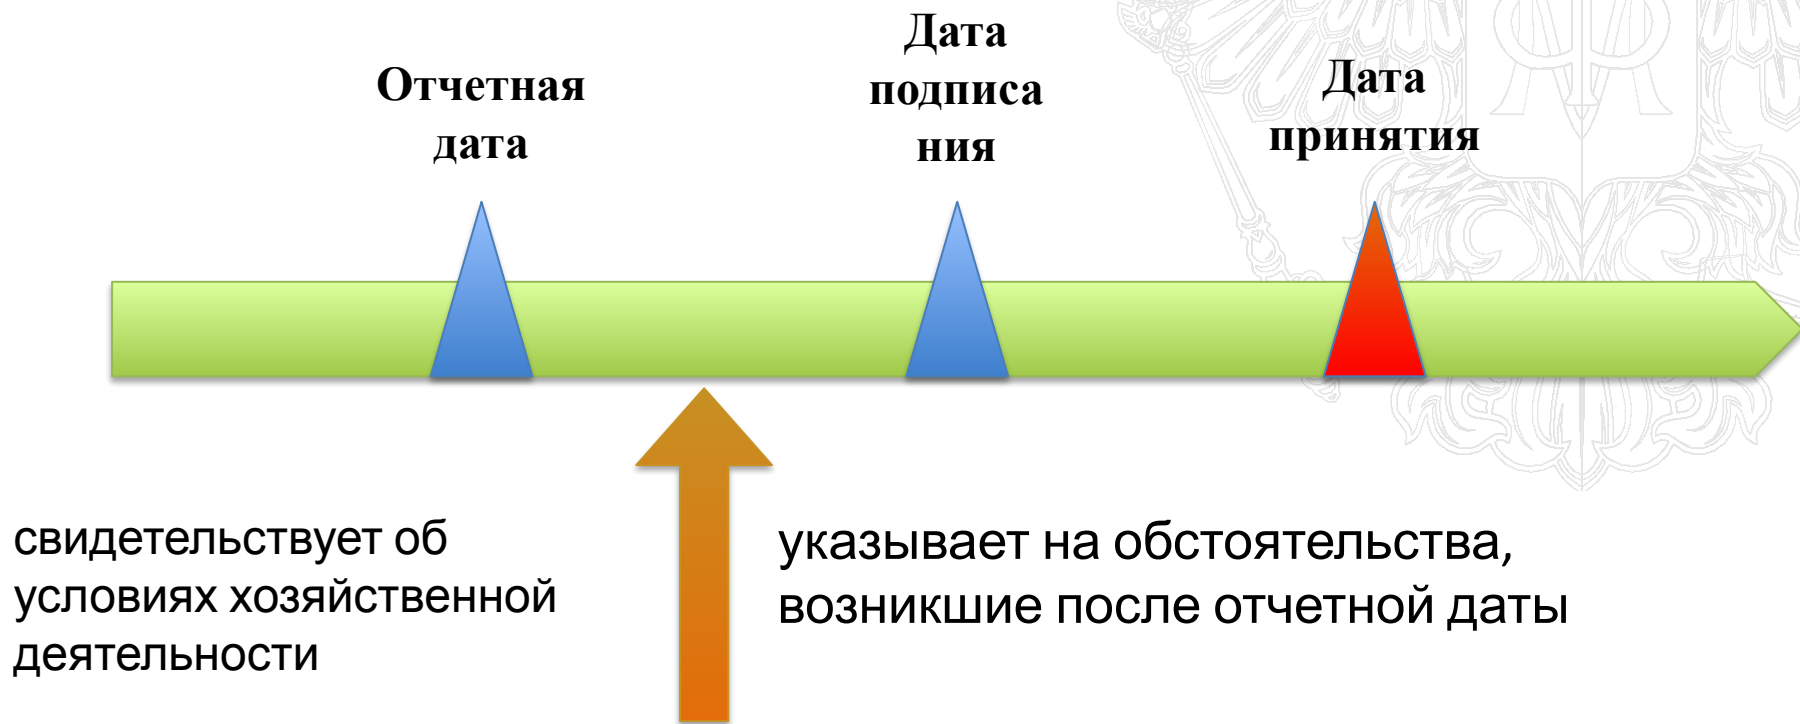 Отчетная
дата
Дата
подписа
ния
Дата
принятия
свидетельствует об
условиях хозяйственной
деятельности
указывает на обстоятельства,
возникшие после отчетной даты